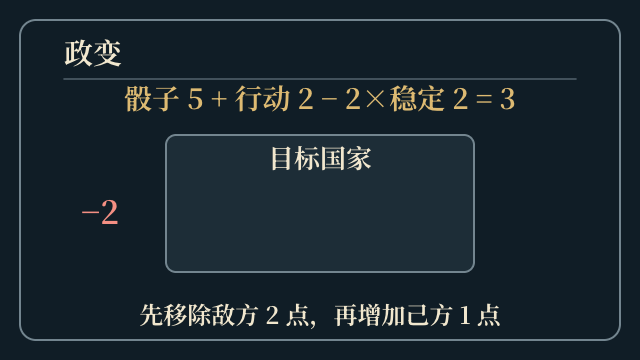 政变
骰子 5 + 行动 2 − 2×稳定 2 = 3
目标国家
−2
先移除敌方 2 点，再增加己方 1 点